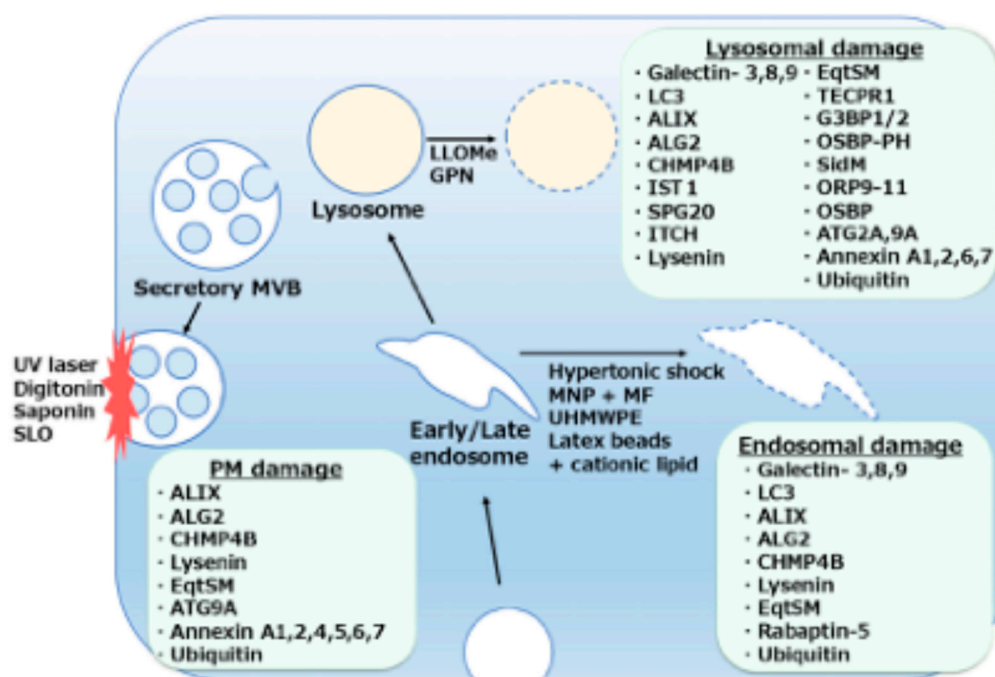 Lysosomal damage
· Galectin- 3,8,9
· LC3
· ALIX
· ALG2
· CHMP4B
· IST1
· SPG20
· ITCH
· Lysenin
· EqtSM
· TECPR1
· G3BP1/2
· OSBP-PH
· SidM
· ORP9-11
· OSBP
· ATG2A,9A
· Annexin A1,2,6,7
· Ubiquitin
LLOMe
GPN
Lysosome
Secretory MVB
UV laser
Digitonin
Saponin
SLO
Early/Late
endosome
Hypertonic shock
MNP + MF
UHMWPE
Latex beads
+ cationic lipid
PM damage
· ALIX
· ALG2
· CHMP4B
· Lysenin
· EqtSM
· ATG9A
· Annexin A1,2,4,5,6,7
· Ubiquitin
Endosomal damage
· Galectin- 3,8,9
· LC3
· ALIX
· ALG2
· CHMP4B
· Lysenin
· EqtSM
· Rabaptin-5
· Ubiquitin